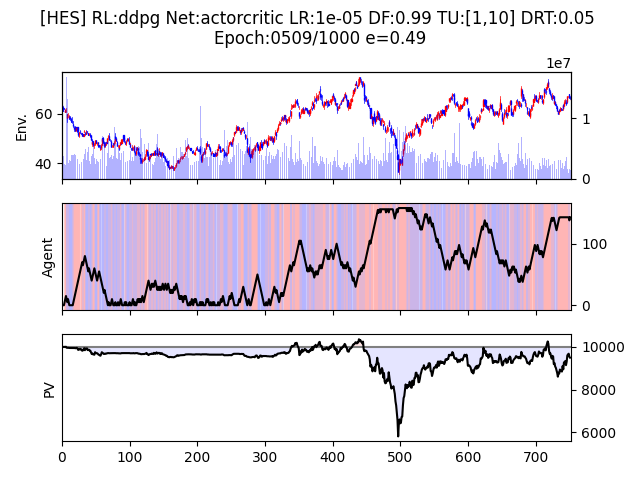 [HES] RL:ddpg Net:actorcritic LR:1e-05 DF:0.99 TU:[1,10] DRT:0.05
Epoch:0509/1000 e=0.49
1e7
Env.
60
40
1
0
Agent
100
0
PV
10000
8000
6000
0 100 200 300 400 500 600 700